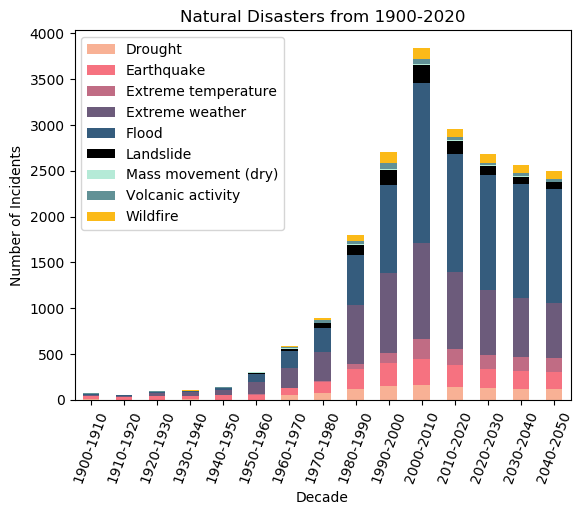 Natural Disasters from 1900-2020
Number of Incidents
4000
3500
3000
2500
2000
1500
1000
500
0
Drought
Earthquake
Extreme temperature
Extreme weather
Flood
Landslide
Mass movement (dry)
Volcanic activity
Wildfire
1900-1910
1910-1920
1920-1930
1930-1940
1940-1950
1950-1960
1960-1970
1970-1980
1980-1990
1990-2000
2000-2010
2010-2020
2020-2030
2030-2040
2040-2050
Decade